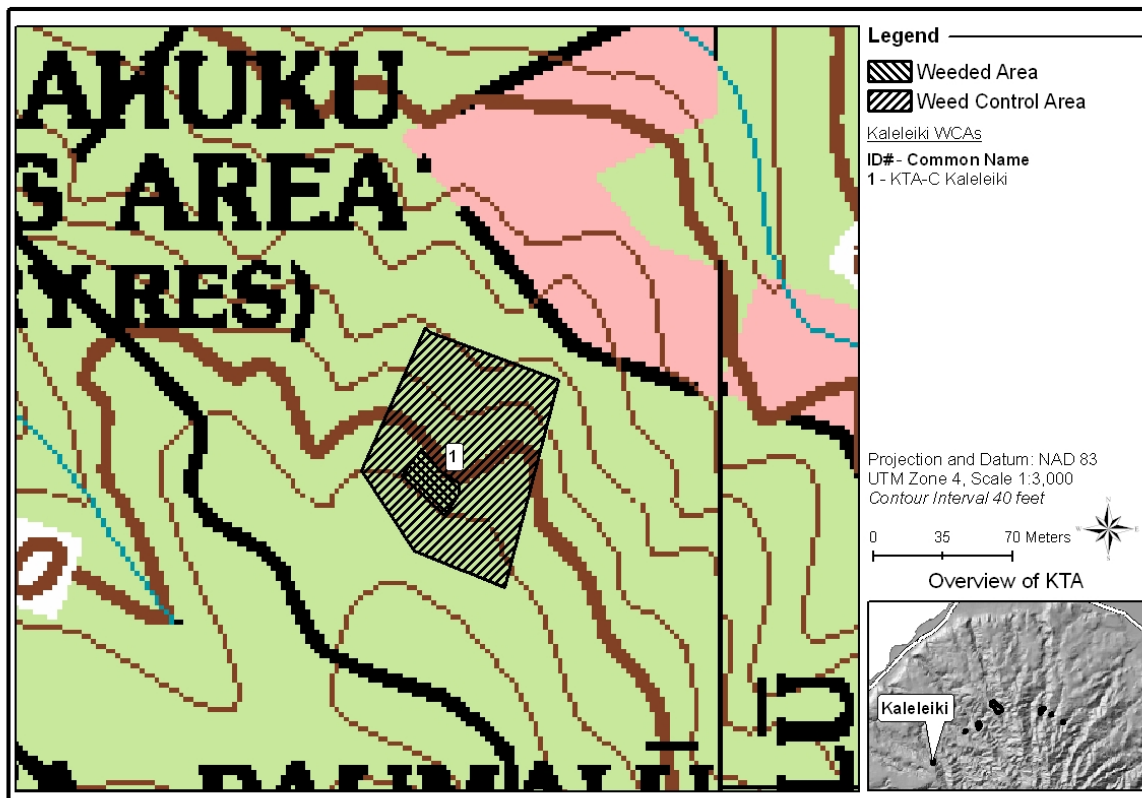 AHUKU
S AREA
RY RES)
1
Legend
Weeded Area
Weed Control Area
Kaleleiki WCAs
ID# - Common Name
1 - KTA-C Kaleleiki
Projection and Datum: NAD 83
UTM Zone 4, Scale 1:3,000
Contour Interval 40 feet
0 35 70 Meters
N
W E
S
Overview of KTA
Kaleleiki